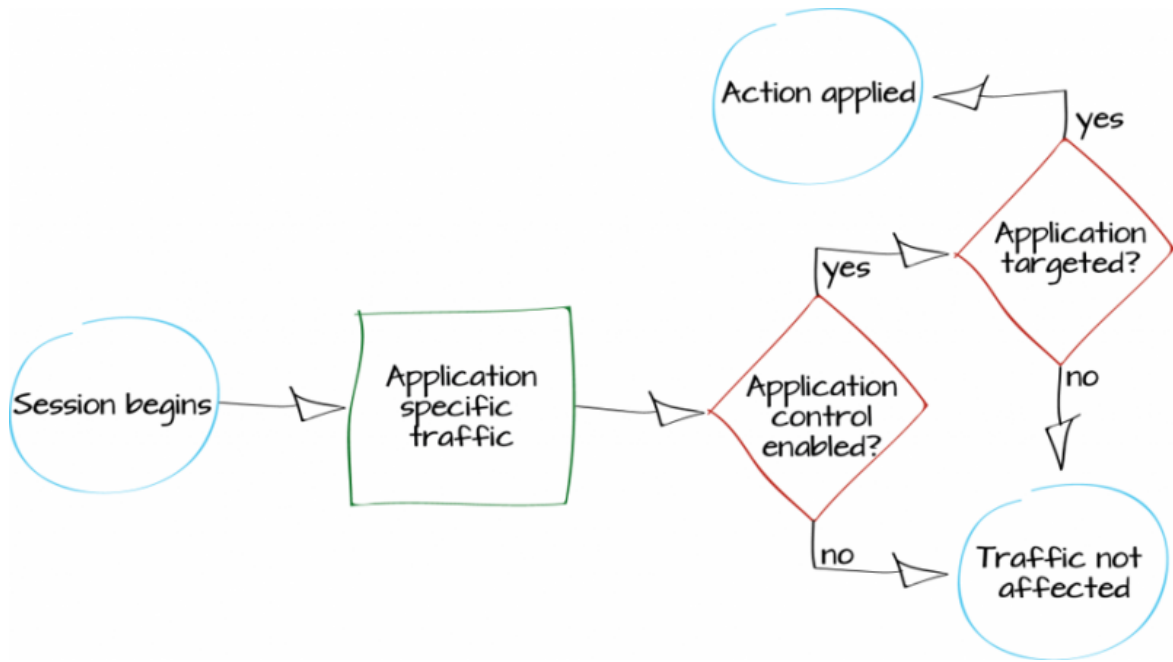 Session begins
Application
specific
traffic
Application
control
enabled?
yes
no
Application
targeted?
yes
no
Action applied
Traffic not
affected